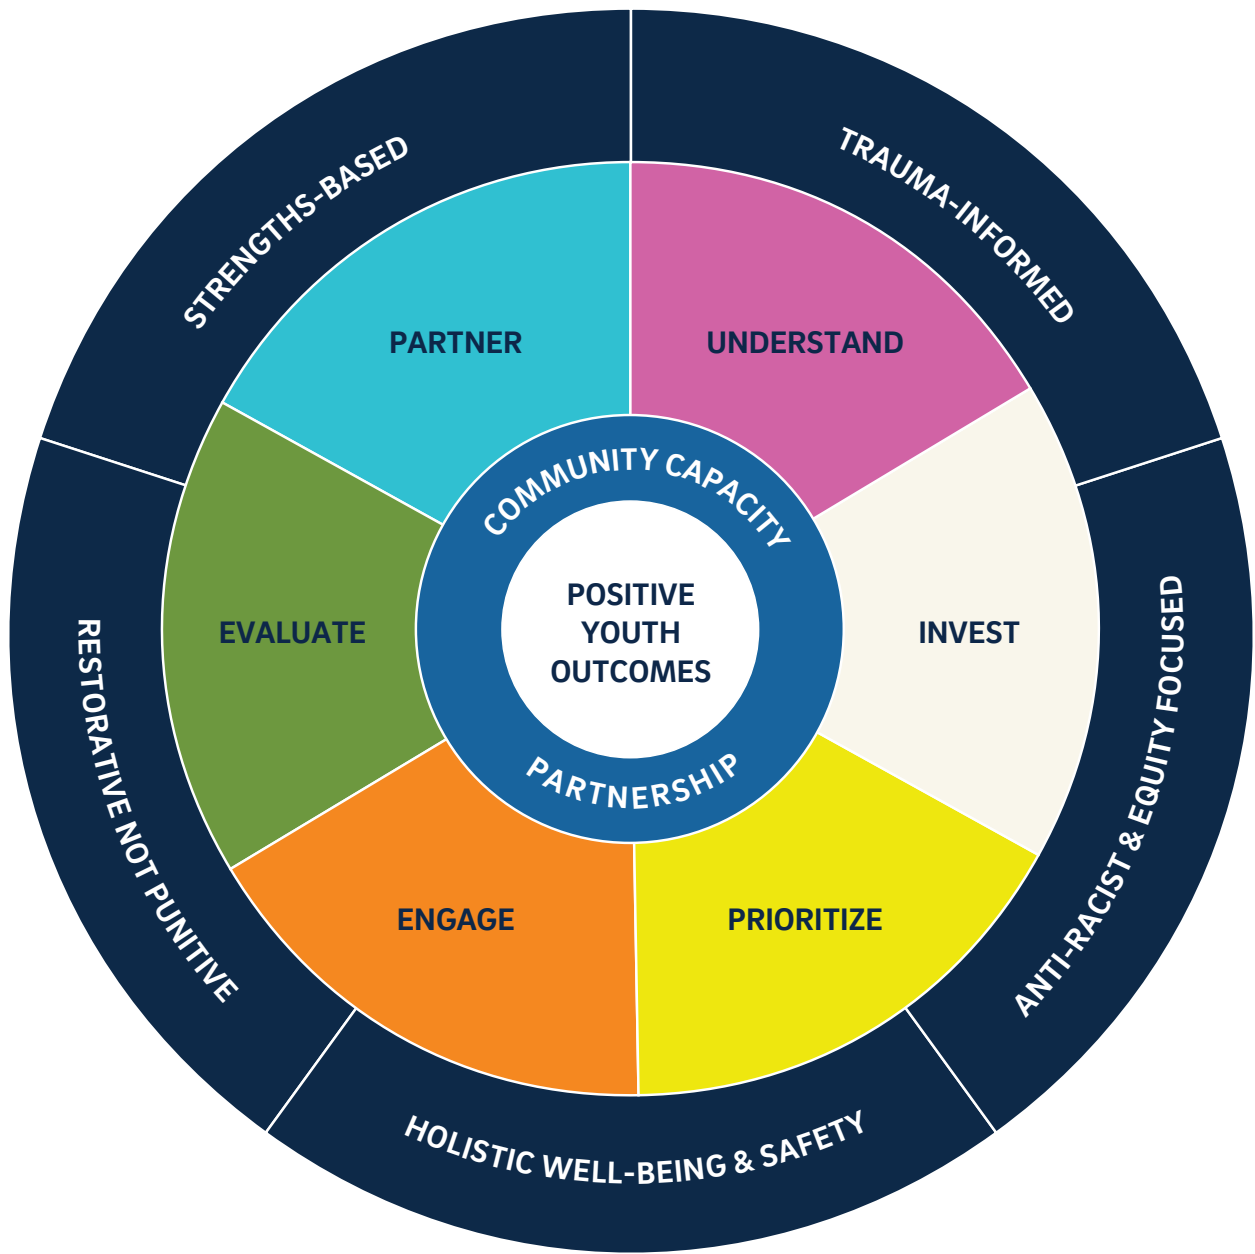 STRENGTHS-BASED
TRAUMA-INFORMED
PARTNER
UNDERSTAND
COMMUNITY CAPACITY
POSITIVE
YOUTH
OUTCOMES
EVALUATE
INVEST
PARTNERSHIP
ENGAGE
PRIORITIZE
RESTORATIVE NOT PUNITIVE
ANTI-RACIST & EQUITY FOCUSED
HOLISTIC WELL-BEING & SAFETY